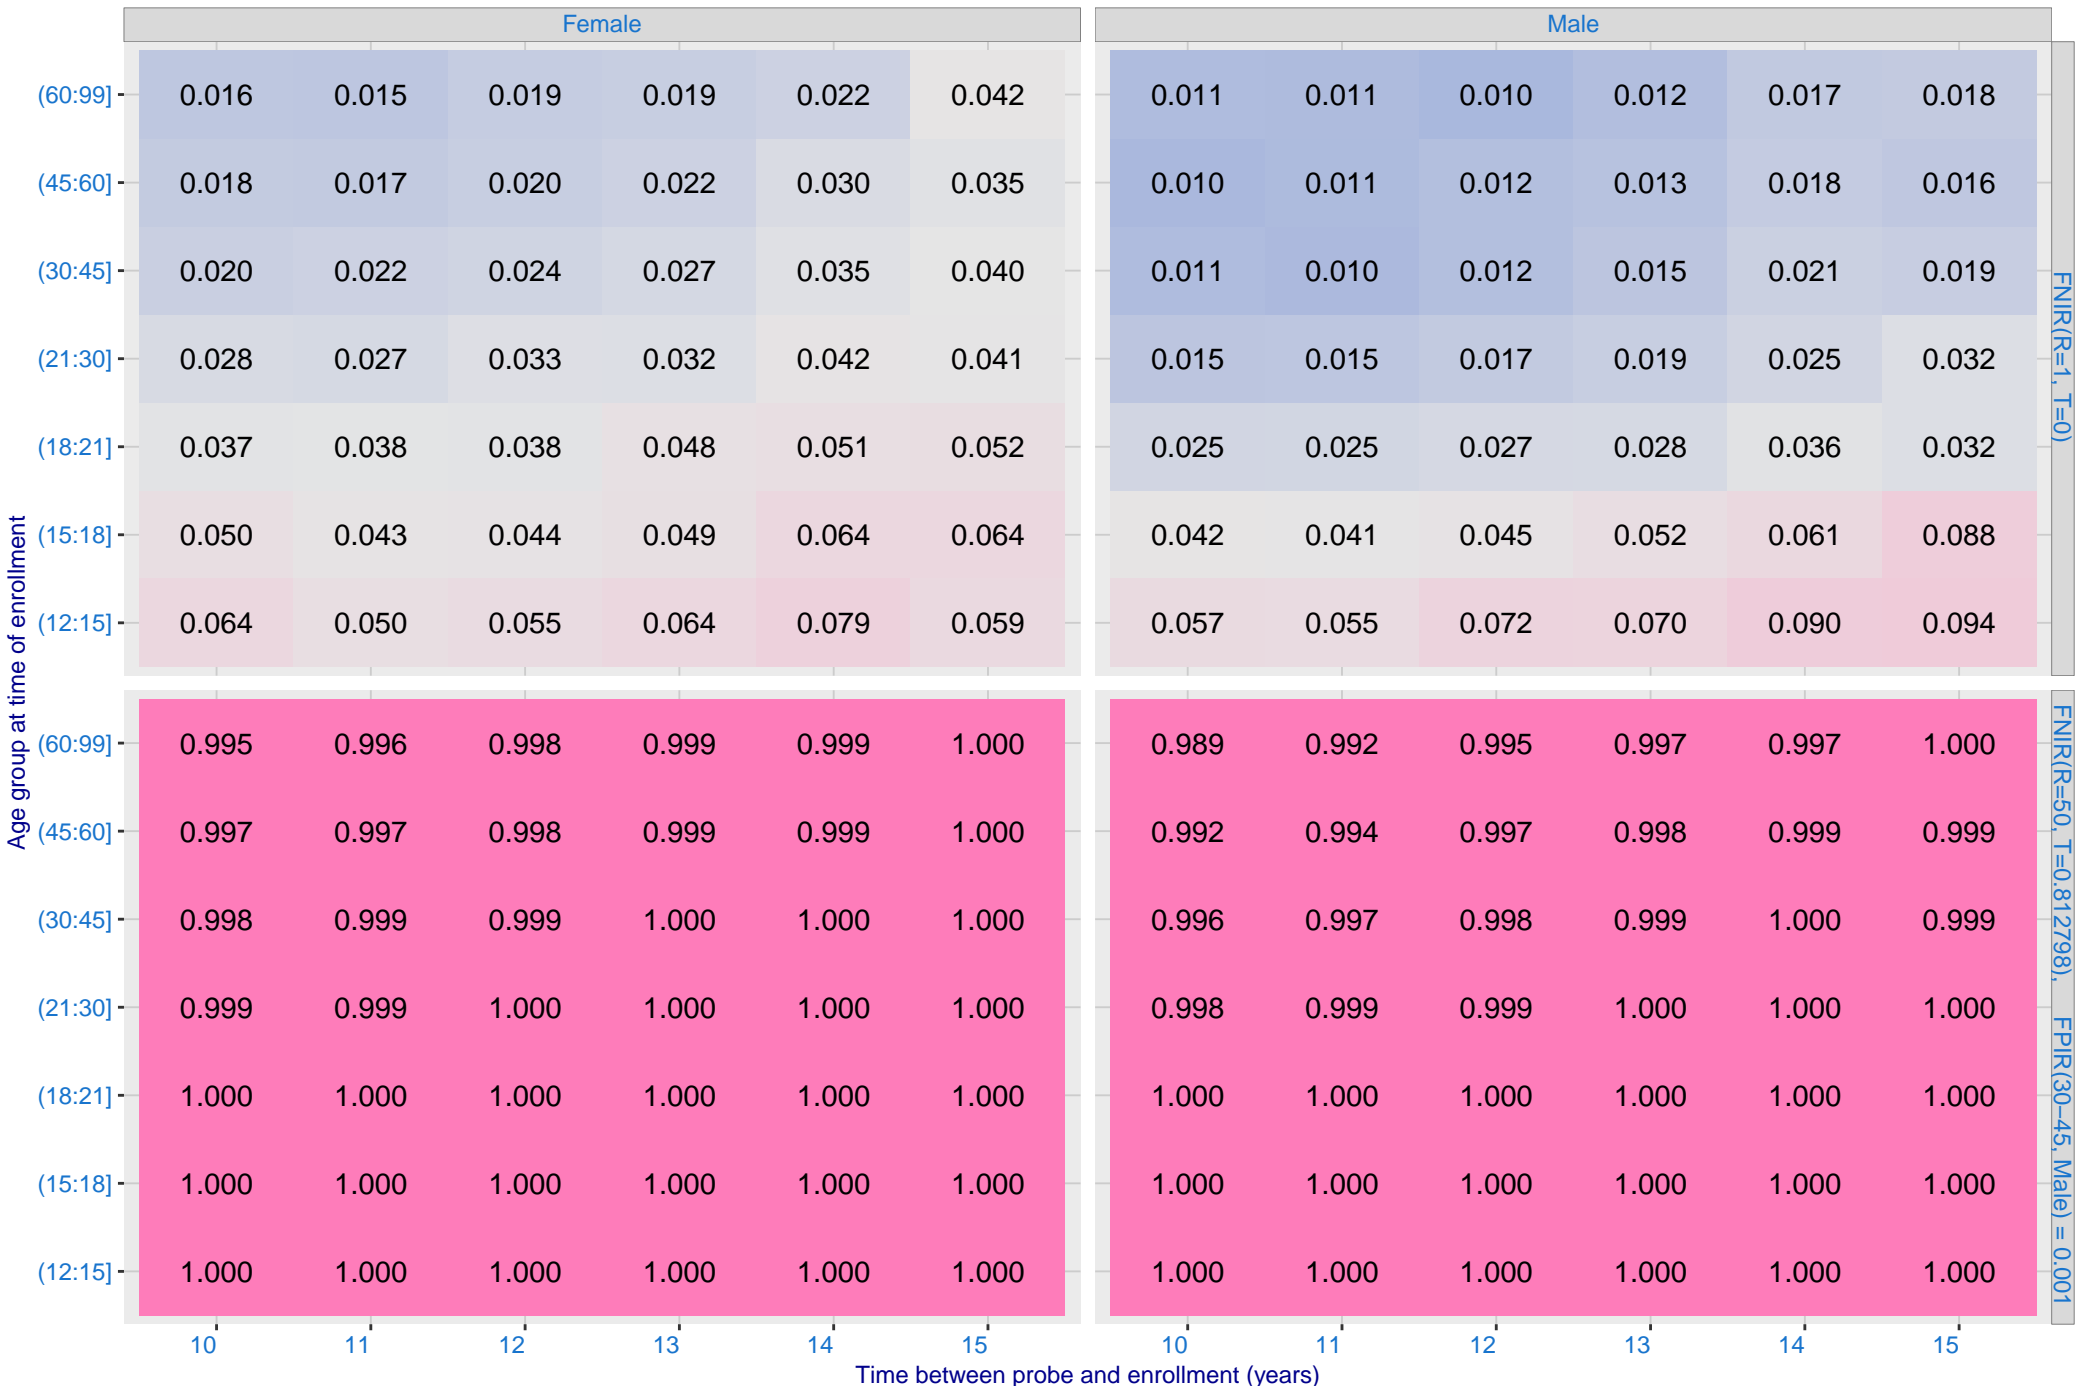 Female Male
(60:99] 0.016 0.015 0.019 0.019 0.022 0.042 0.011 0.011 0.010 0.012 0.017 0.018
(45:60] 0.018 0.017 0.020 0.022 0.030 0.035 0.010 0.011 0.012 0.013 0.018 0.016
(30:45] 0.020 0.022 0.024 0.027 0.035 0.040 0.011 0.010 0.012 0.015 0.021 0.019
(21:30] 0.028 0.027 0.033 0.032 0.042 0.041 0.015 0.015 0.017 0.019 0.025 0.032
(18:21] 0.037 0.038 0.038 0.048 0.051 0.052 0.025 0.025 0.027 0.028 0.036 0.032
(15:18] 0.050 0.043 0.044 0.049 0.064 0.064 0.042 0.041 0.045 0.052 0.061 0.088
(12:15] 0.064 0.050 0.055 0.064 0.079 0.059 0.057 0.055 0.072 0.070 0.090 0.094
FNIR(R=1, T=0)
Age group at time of enrollment
(60:99] 0.995 0.996 0.998 0.999 0.999 1.000 0.989 0.992 0.995 0.997 0.997 1.000
(45:60] 0.997 0.997 0.998 0.999 0.999 1.000 0.992 0.994 0.997 0.998 0.999 0.999
(30:45] 0.998 0.999 0.999 1.000 1.000 1.000 0.996 0.997 0.998 0.999 1.000 0.999
(21:30] 0.999 0.999 1.000 1.000 1.000 1.000 0.998 0.999 0.999 1.000 1.000 1.000
(18:21] 1.000 1.000 1.000 1.000 1.000 1.000 1.000 1.000 1.000 1.000 1.000 1.000
(15:18] 1.000 1.000 1.000 1.000 1.000 1.000 1.000 1.000 1.000 1.000 1.000 1.000
(12:15] 1.000 1.000 1.000 1.000 1.000 1.000 1.000 1.000 1.000 1.000 1.000 1.000
FNIR(R=50, T=0.812798), FPIR(30–45, Male) = 0.001
10 11 12 13 14 15 10 11 12 13 14 15
Time between probe and enrollment (years)